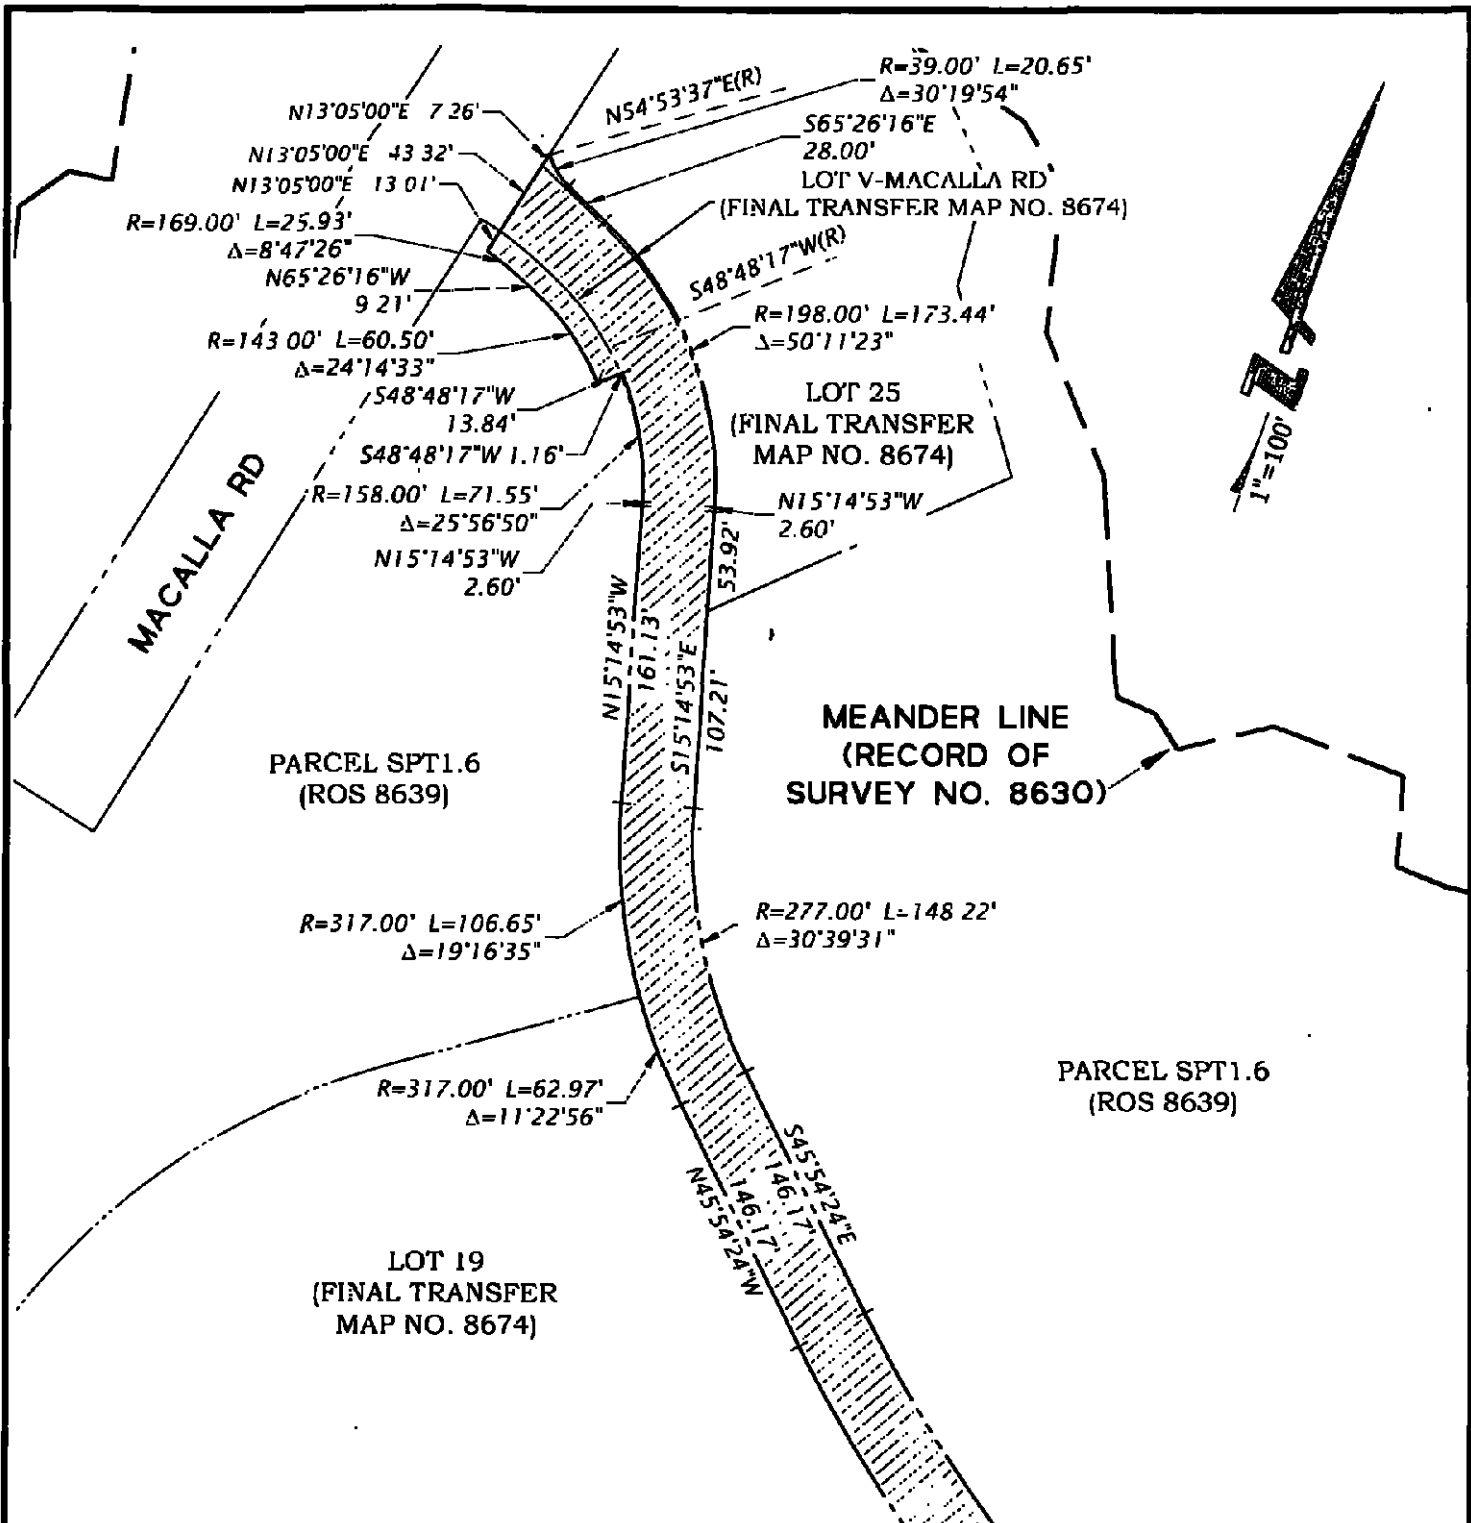 R=39.00' L=20.65'
Δ=30°19'54"
N54°53'37"E(R)
N13°05'00"E 7 26'
S65°26'16"E
28.00'
N13°05'00"E 43 32'
N13°05'00"E 13 01'
LOT V-MACALLA RD
(FINAL TRANSFER MAP NO. 8674)
R=169.00' L=25.93'
Δ=8°47'26"
S48°48'17"W(R)
N65°26'16"W
9 21'
R=198.00' L=173.44'
Δ=50°11'23"
R=143 00' L=60.50'
Δ=24°14'33"
S48°48'17"W
13.84'
LOT 25
(FINAL TRANSFER
MAP NO. 8674)
1"=100'
S48°48'17"W 1.16'
MACALLA RD
R=158.00' L=71.55'
Δ=25°56'50"
N15°14'53"W
2.60'
N15°14'53"W
2.60'
53.92'
N15°14'53"W
161.13'
S15°14'53"E
107.21'
MEANDER LINE
(RECORD OF
SURVEY NO. 8630)
PARCEL SPT1.6
(ROS 8639)
R=317.00' L=106.65'
Δ=19°16'35"
R=277.00' L=148 22'
Δ=30°39'31"
R=317.00' L=62.97'
Δ=11°22'56"
PARCEL SPT1.6
(ROS 8639)
S45°54'24"E
146.17'
146.17'
N45°54'24"W
LOT 19
(FINAL TRANSFER
MAP NO. 8674)